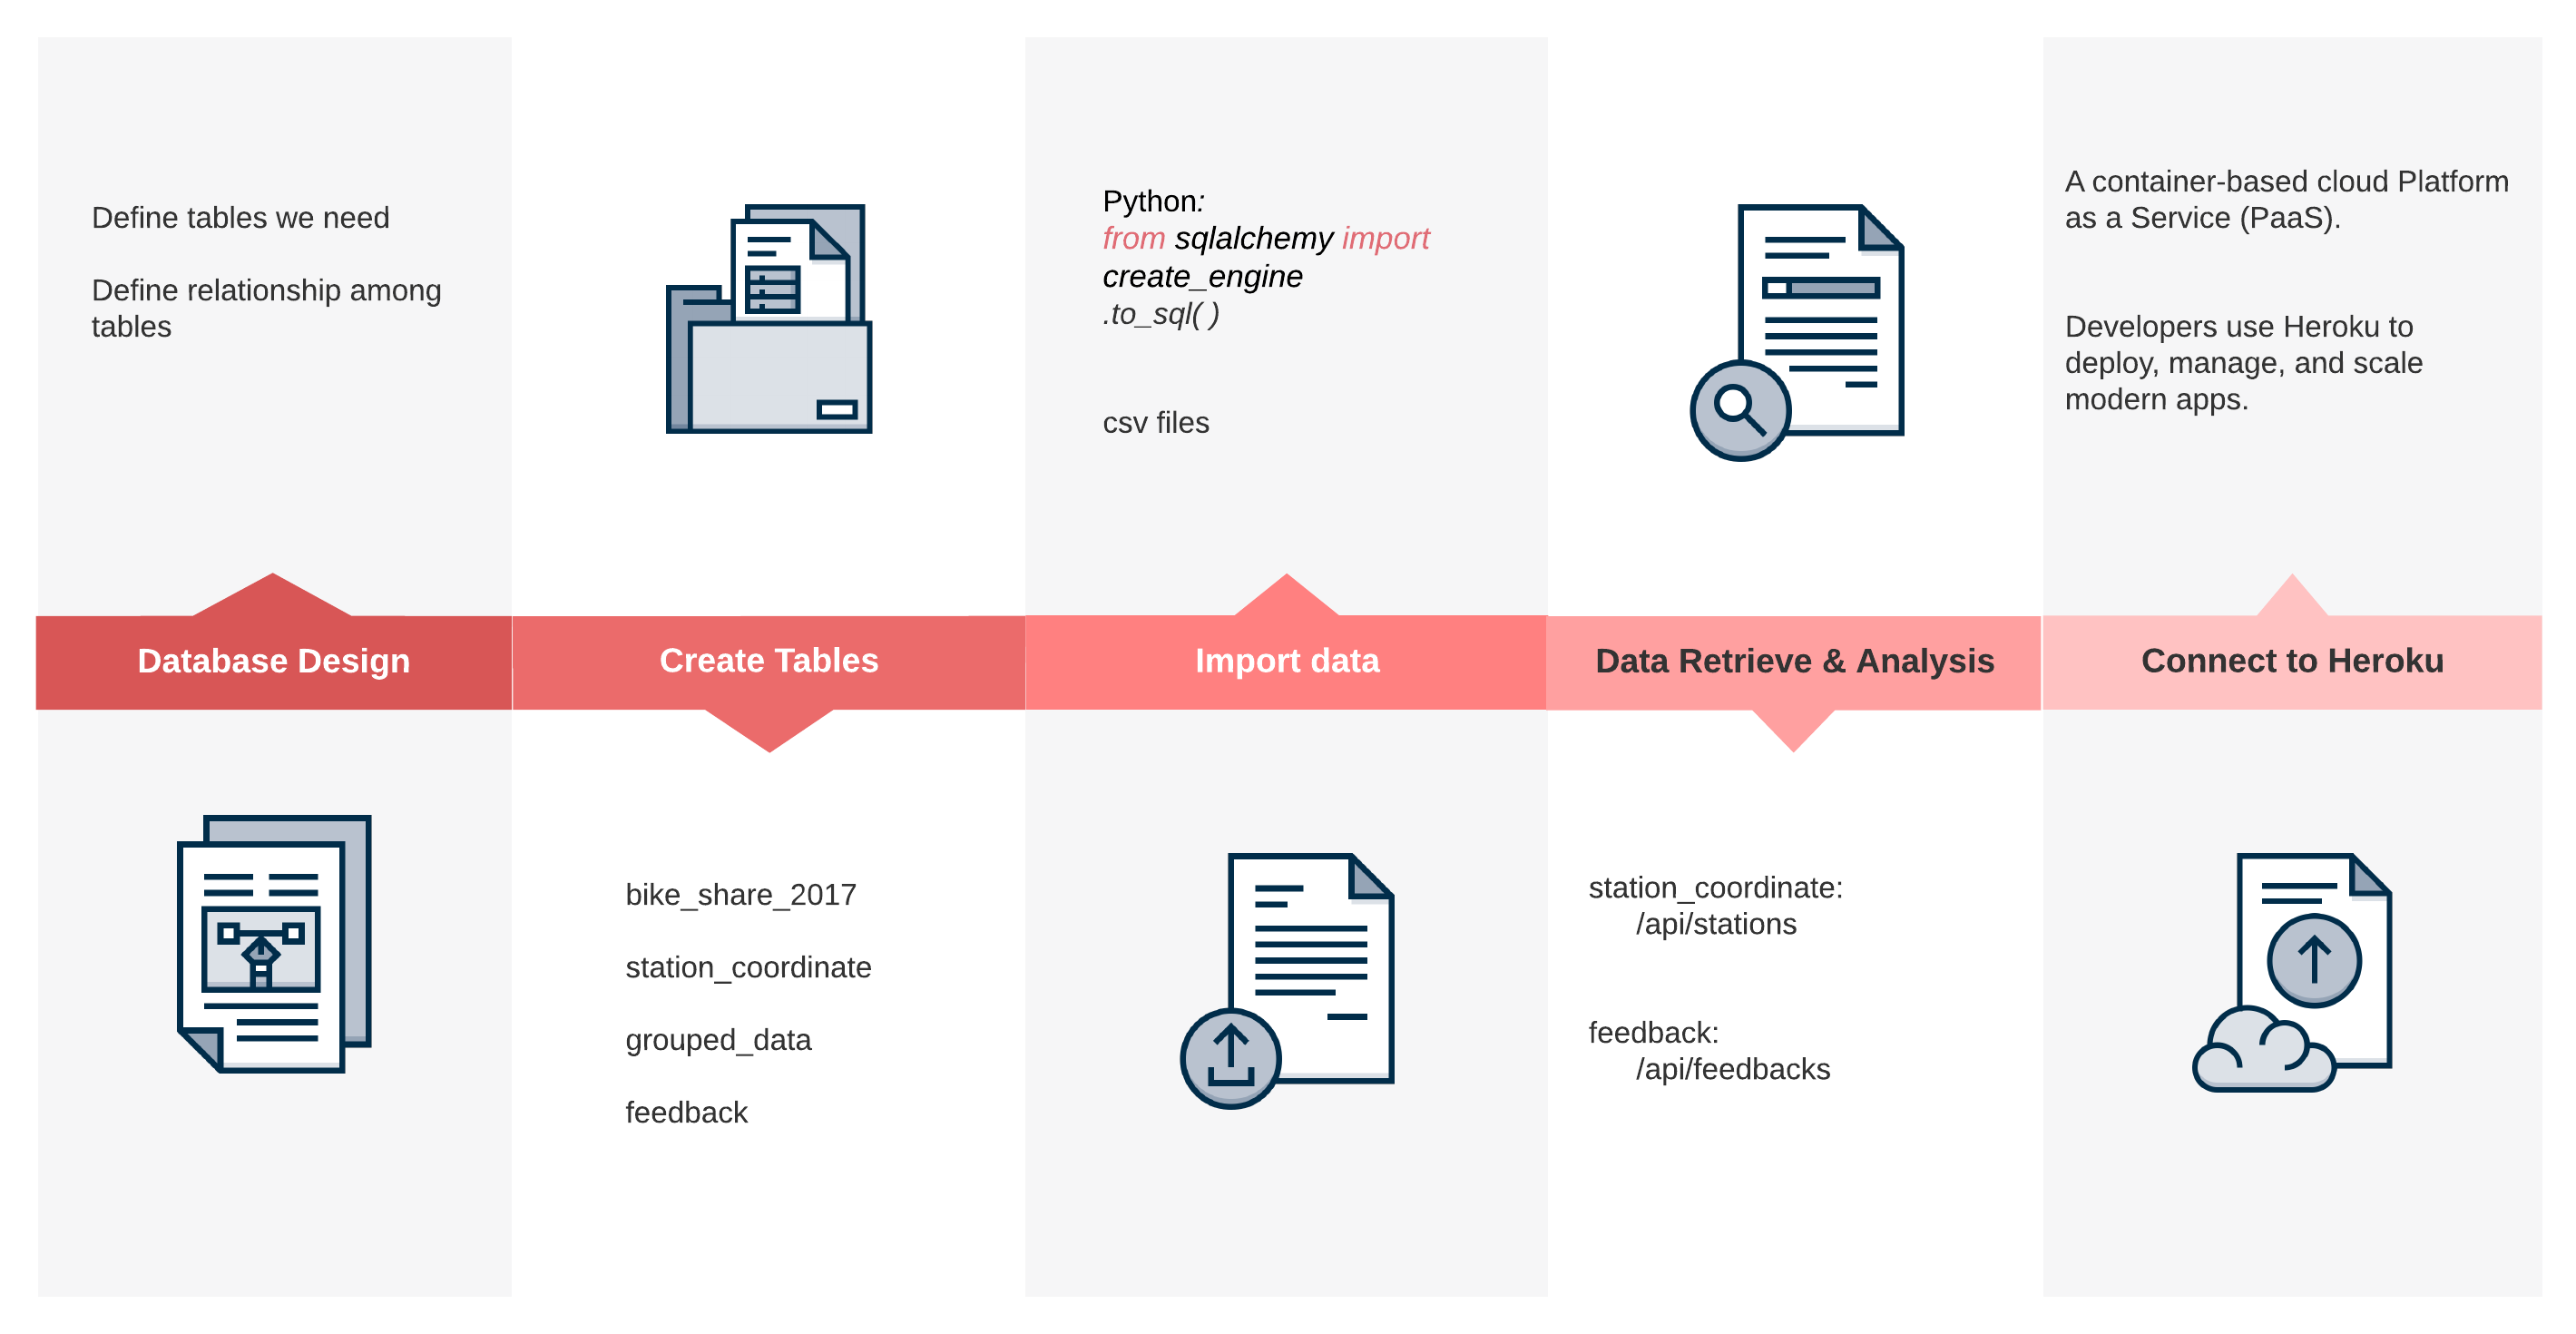 Define tables we need
Define relationship among
tables
Database Design
Create Tables
bike_share_2017
station_coordinate
grouped_data
feedback
Python:
from sqlalchemy import
create_engine
.to_sql( )
csv files
Import data
Data Retrieve & Analysis
station_coordinate:
/api/stations
feedback:
/api/feedbacks
A container-based cloud Platform
as a Service (PaaS).
Developers use Heroku to
deploy, manage, and scale
modern apps.
Connect to Heroku